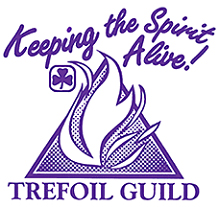 Keeping the Spirit
Alive!
TREFOIL GUILD